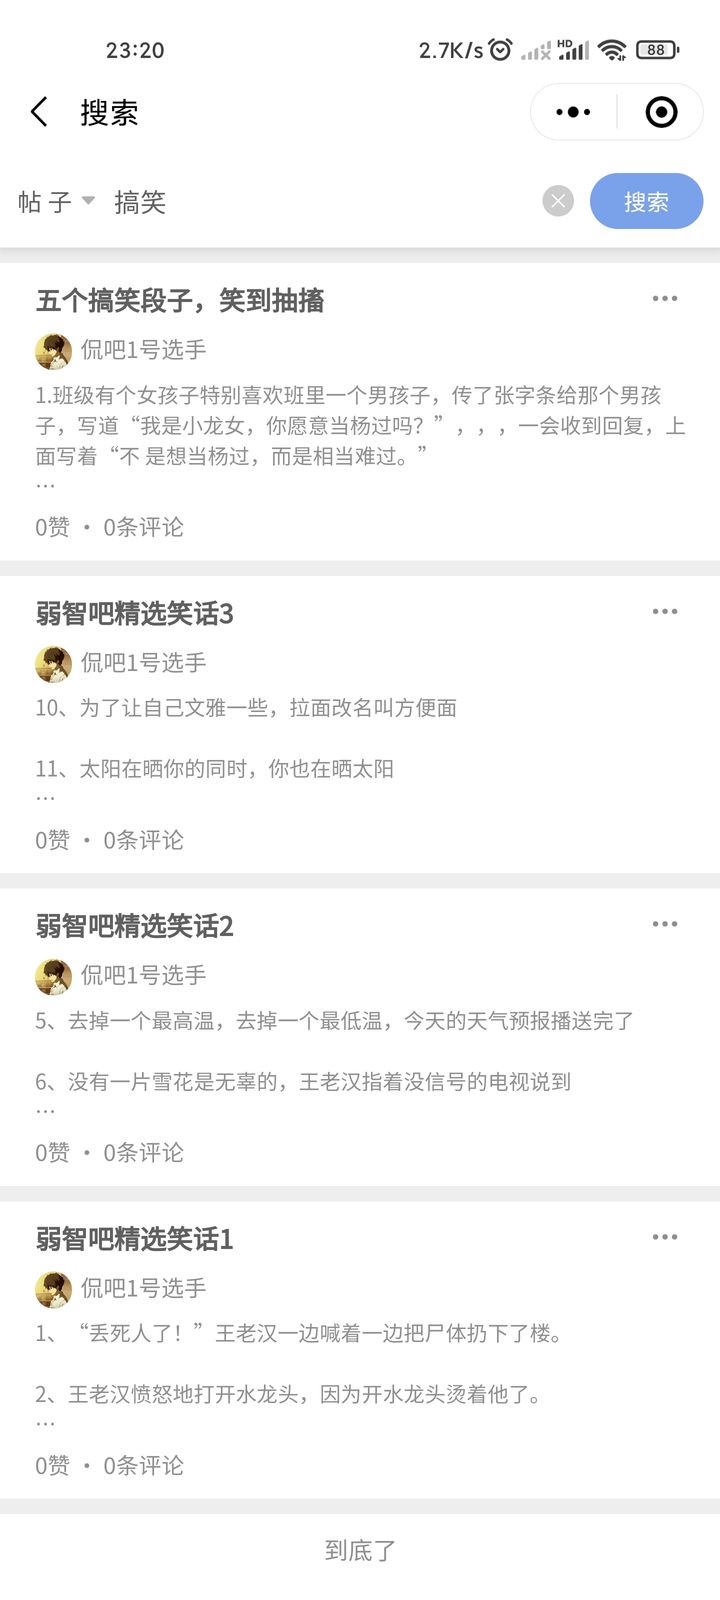 23:20
2.7K/s
HD
88
搜索
帖子 搞笑
搜索
五个搞笑段子，笑到抽搐
侃吧1号选手
1.班级有个女孩子特别喜欢班里一个男孩子，传了张字条给那个男孩
子，写道“我是小龙女，你愿意当杨过吗？”，，，一会收到回复，上
面写着“不 是想当杨过，而是相当难过。”
...
0赞 · 0条评论
弱智吧精选笑话3
侃吧1号选手
10、为了让自己文雅一些，拉面改名叫方便面
11、太阳在晒你的同时，你也在晒太阳
...
0赞 · 0条评论
弱智吧精选笑话2
侃吧1号选手
5、去掉一个最高温，去掉一个最低温，今天的天气预报播送完了
6、没有一片雪花是无辜的，王老汉指着没信号的电视说到
...
0赞 · 0条评论
弱智吧精选笑话1
侃吧1号选手
1、“丢死人了！”王老汉一边喊着一边把尸体扔下了楼。
2、王老汉愤怒地打开水龙头，因为开水龙头烫着他了。
...
0赞 · 0条评论
到底了